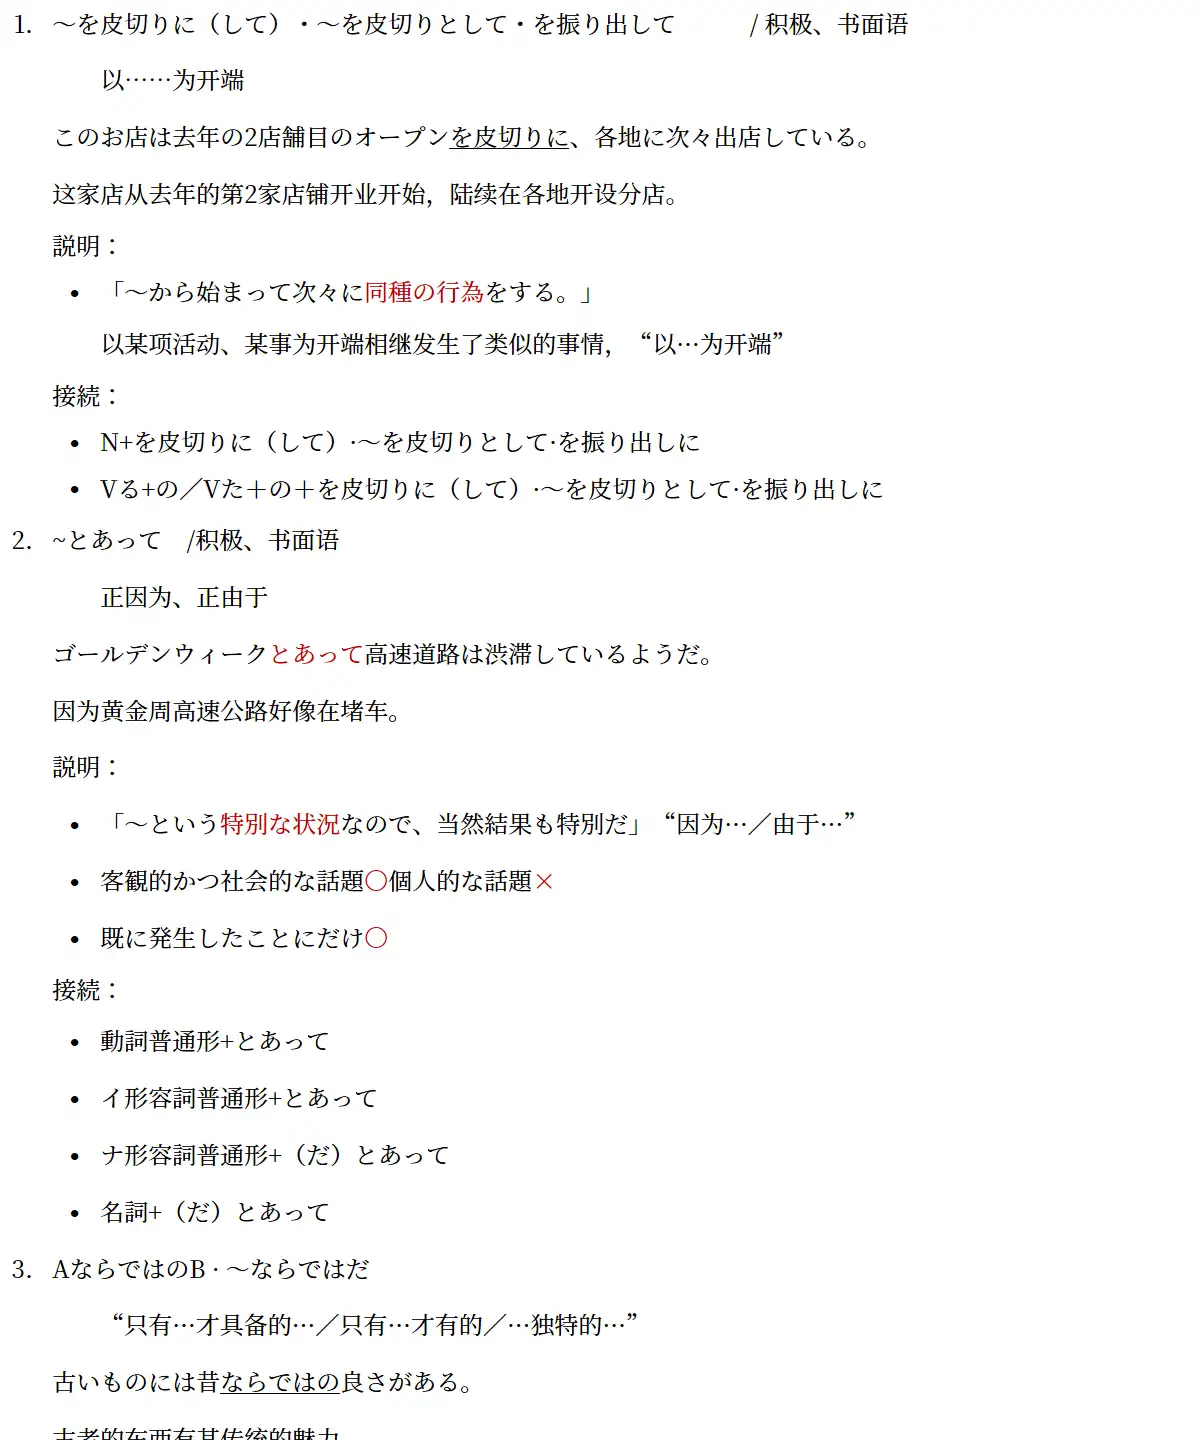 1. ～を皮切りに（して）・～を皮切りとして・を振り出して　　　/ 积极、书面语
以……为开端
このお店は去年の2店舗目のオープンを皮切りに、各地に次々出店している。
这家店从去年的第2家店铺开业开始，陆续在各地开设分店。
説明：
• 「～から始まって次々に同種の行為をする。」
以某项活动、某事为开端相继发生了类似的事情，“以…为开端”
接続：
• N+を皮切りに（して）·～を皮切りとして·を振り出しに
• Vる+の／Vた＋の＋を皮切りに（して）·～を皮切りとして·を振り出しに
2. ~とあって　/积极、书面语
正因为、正由于
ゴールデンウィークとあって高速道路は渋滞しているようだ。
因为黄金周高速公路好像在堵车。
説明：
• 「～という特別な状況なので、当然結果も特別だ」“因为…／由于…”
• 客観的かつ社会的な話題〇個人的な話題×
• 既に発生したことにだけ〇
接続：
• 動詞普通形+とあって
• イ形容詞普通形+とあって
• ナ形容詞普通形+（だ）とあって
• 名詞+（だ）とあって
3. AならではのB · ～ならではだ
“只有…才具备的…／只有…才有的／…独特的…”
古いものには昔ならではの良さがある。
古老的东西有其传统的魅力